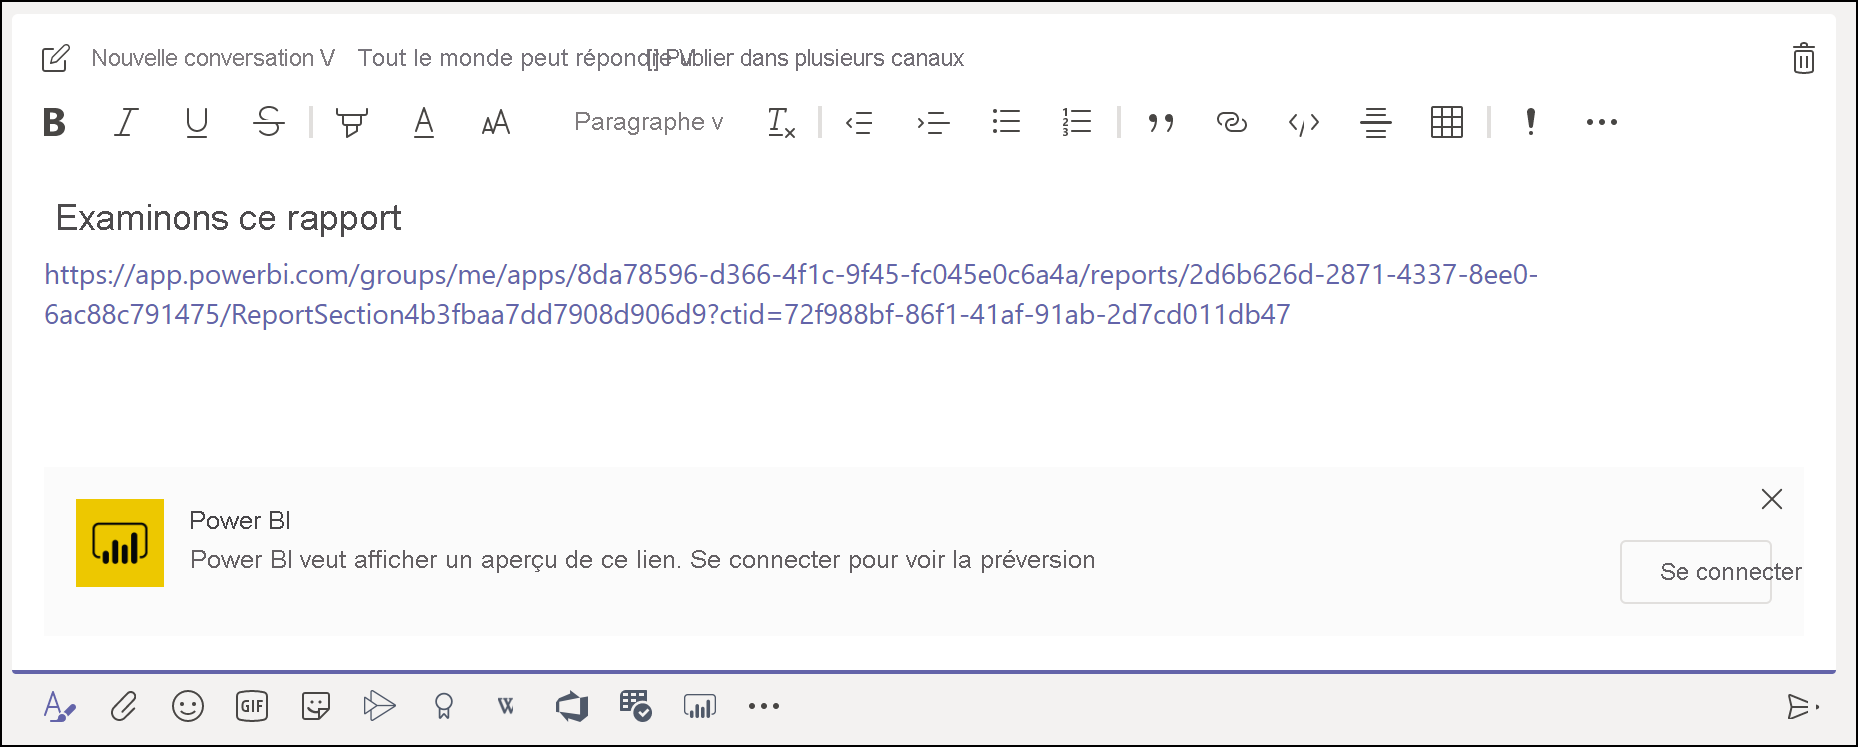 Nouvelle conversation V Tout le monde peut répondre V [] Publier dans plusieurs canaux
B I U S A AA Paragraphe v Tx
Examinons ce rapport
https://app.powerbi.com/groups/me/apps/8da78596-d366-4f1c-9f45-fc045e0c6a4a/reports/2d6b626d-2871-4337-8ee0-
6ac88c791475/ReportSection4b3fbaa7dd7908d906d9?ctid=72f988bf-86f1-41af-91ab-2d7cd011db47
Power BI
Power BI veut afficher un aperçu de ce lien. Se connecter pour voir la préversion
Se connecter
GIF